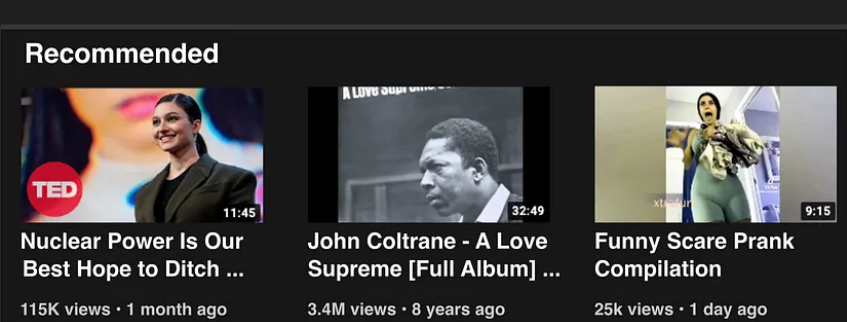 Recommended
TED
11:45
A Love Supreme
32:49
9:15
Nuclear Power Is Our
Best Hope to Ditch ...
John Coltrane - A Love
Supreme [Full Album] ...
Funny Scare Prank
Compilation
115K views • 1 month ago
3.4M views • 8 years ago
25k views • 1 day ago